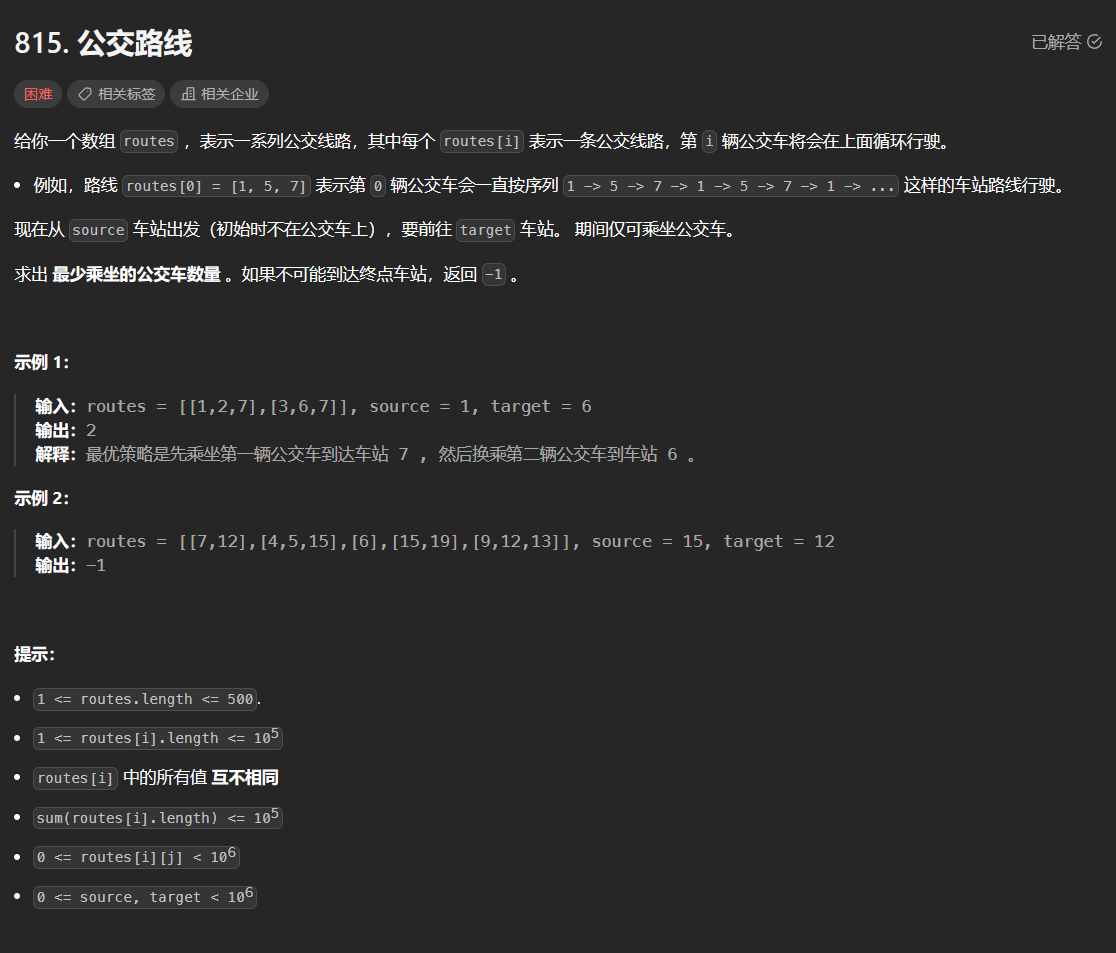 815. 公交路线
已解答
困难
相关标签
相关企业
给你一个数组 routes ，表示一系列公交线路，其中每个 routes[i] 表示一条公交线路，第 i 辆公交车将会在上面循环行驶。
• 例如，路线 routes[0] = [1, 5, 7] 表示第 0 辆公交车会一直按序列 1 -> 5 -> 7 -> 1 -> 5 -> 7 -> 1 -> ... 这样的车站路线行驶。
现在从 source 车站出发（初始时不在公交车上），要前往 target 车站。 期间仅可乘坐公交车。
求出 最少乘坐的公交车数量 。如果不可能到达终点车站，返回 -1 。
示例 1：
输入：routes = [[1,2,7],[3,6,7]], source = 1, target = 6
输出：2
解释：最优策略是先乘坐第一辆公交车到达车站 7 , 然后换乘第二辆公交车到车站 6 。
示例 2：
输入：routes = [[7,12],[4,5,15],[6],[15,19],[9,12,13]], source = 15, target = 12
输出：-1
提示：
• 1 <= routes.length <= 500.
• 1 <= routes[i].length <= 10⁵
• routes[i] 中的所有值 互不相同
• sum(routes[i].length) <= 10⁵
• 0 <= routes[i][j] < 10⁶
• 0 <= source, target < 10⁶